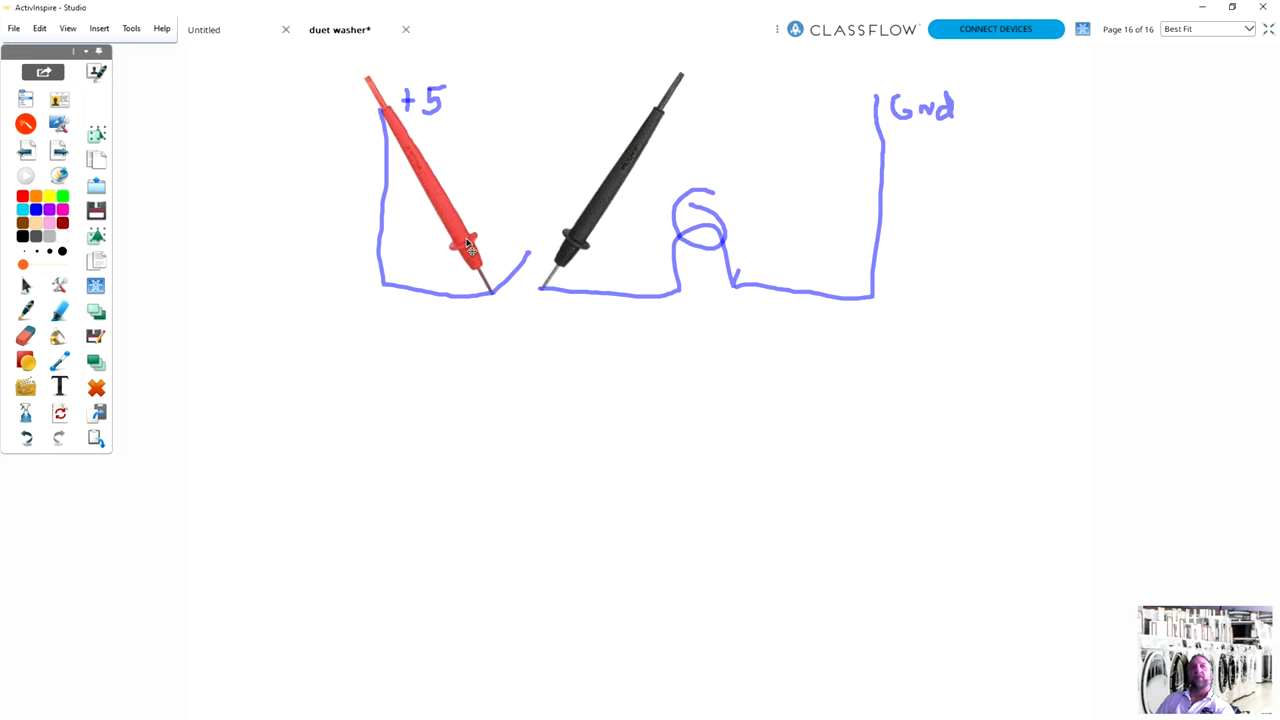 ActivInspire - Studio
File Edit View Insert Tools Help
Untitled
duet washer*
CLASSFLOW
CONNECT DEVICES
Page 16 of 16
Best Fit
+5
Gnd
T